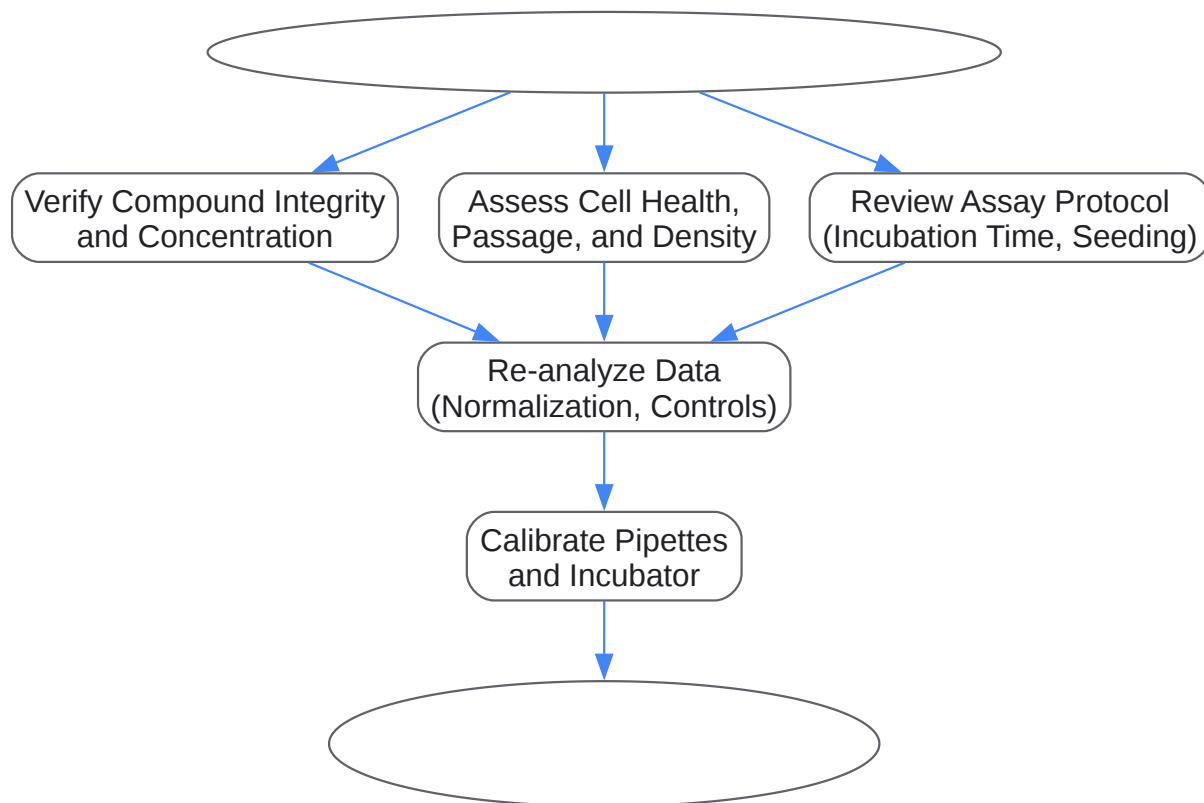 Verify Compound Integrity
and Concentration
Assess Cell Health,
Passage, and Density
Review Assay Protocol
(Incubation Time, Seeding)
Re-analyze Data
(Normalization, Controls)
Calibrate Pipettes
and Incubator